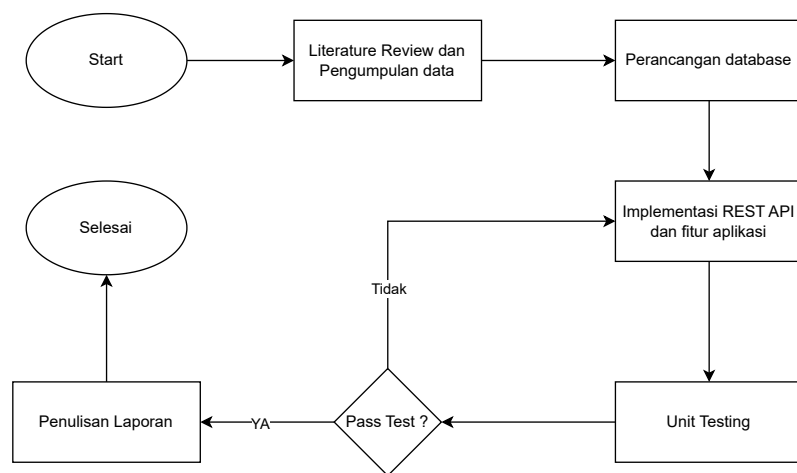 Start
Literature Review dan
Pengumpulan data
Perancangan database
Selesai
Implementasi REST API
dan fitur aplikasi
Tidak
Penulisan Laporan
YA
Pass Test ?
Unit Testing